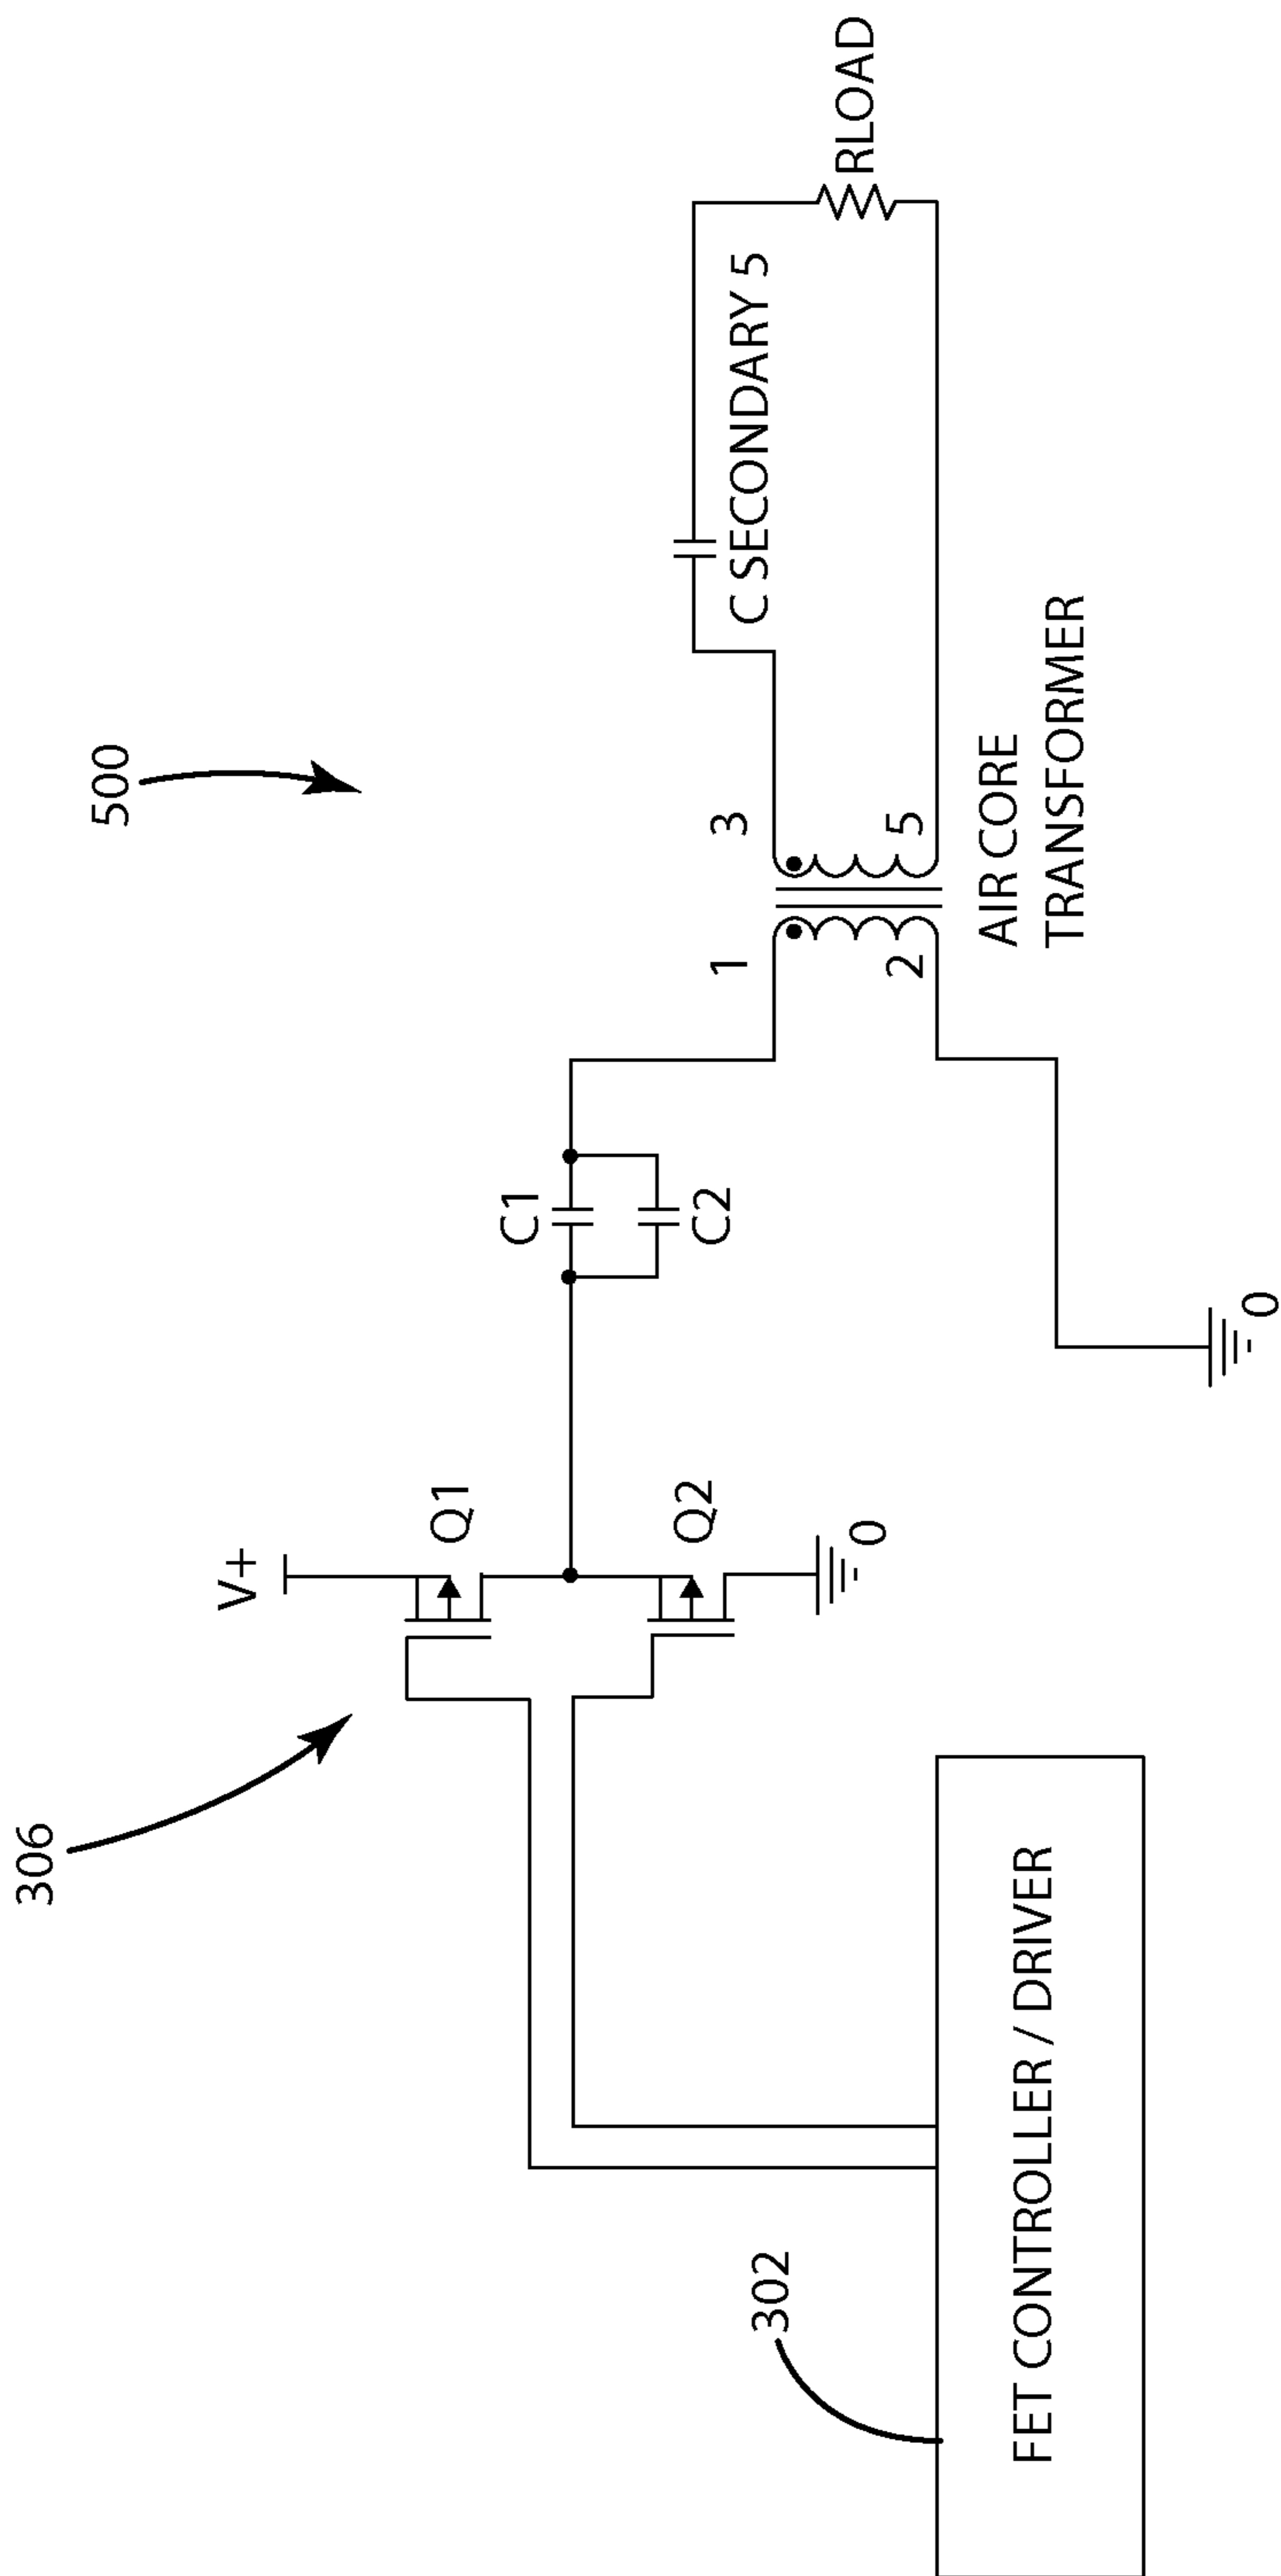 500
306
V+
Q1
Q2
0
C1
C2
1
2
3
5
C SECONDARY 5
RLOAD
AIR CORE
TRANSFORMER
0
302
FET CONTROLLER / DRIVER